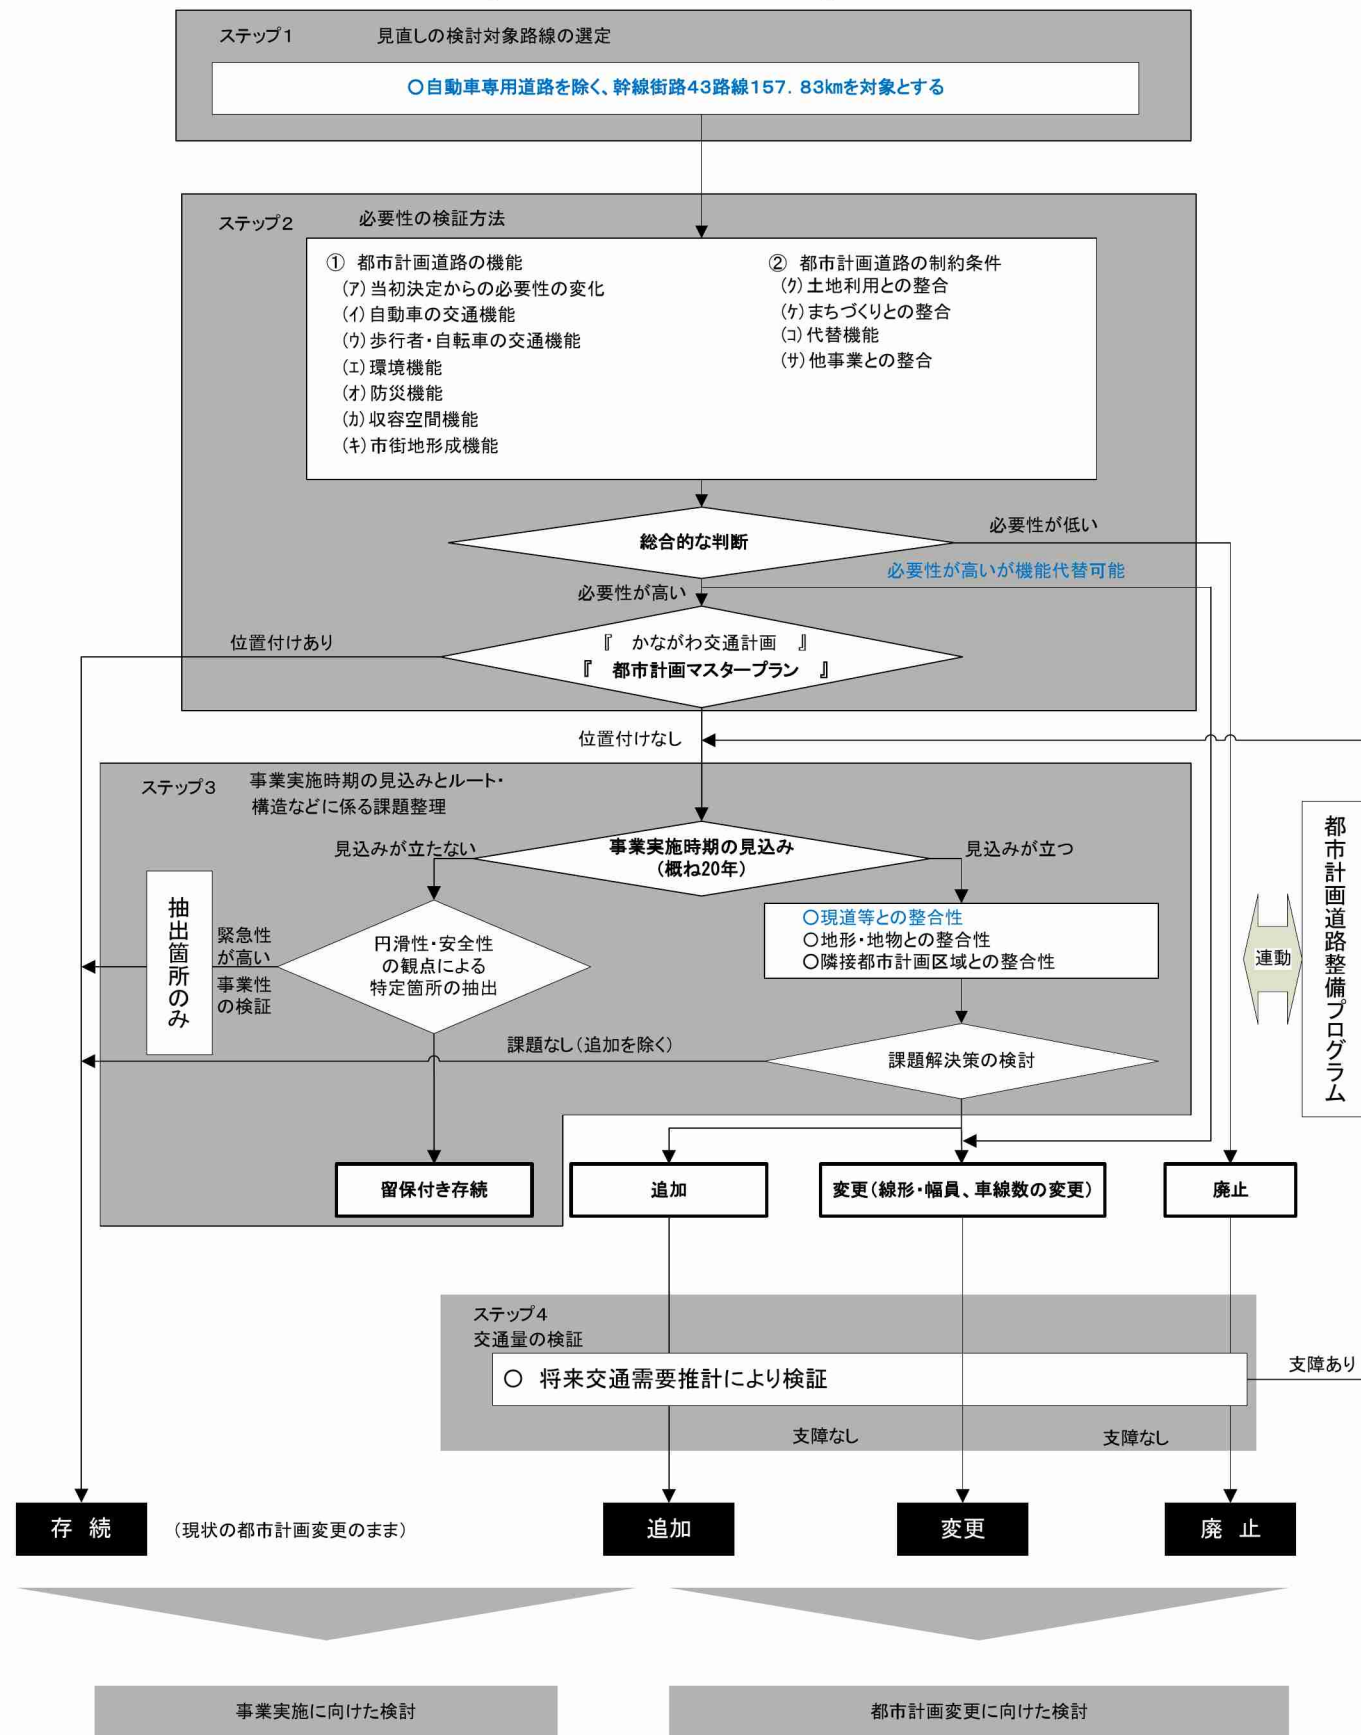 ステップ1 見直しの検討対象路線の選定
〇自動車専用道路を除く、幹線街路43路線157.83㎞を対象とする
ステップ2 必要性の検証方法
① 都市計画道路の機能
(ア)当初決定からの必要性の変化
(イ)自動車の交通機能
(ウ)歩行者・自転車の交通機能
(エ)環境機能
(オ)防災機能
(カ)収容空間機能
(キ)市街地形成機能
② 都市計画道路の制約条件
(ク)土地利用との整合
(ケ)まちづくりとの整合
(コ)代替機能
(サ)他事業との整合
総合的な判断
必要性が低い
必要性が高いが機能代替可能
必要性が高い
位置付けあり
『 かながわ交通計画 』
『 都市計画マスタープラン 』
位置付けなし
ステップ3 事業実施時期の見込みとルート・
構造などに係る課題整理
見込みが立たない
事業実施時期の見込み
(概ね20年)
見込みが立つ
抽出箇所のみ
緊急性
が高い
事業性
の検証
円滑性・安全性
の観点による
特定箇所の抽出
〇現道等との整合性
〇地形・地物との整合性
〇隣接都市計画区域との整合性
連動
都市計画道路整備プログラム
課題なし(追加を除く)
課題解決策の検討
留保付き存続
追加
変更(線形・幅員、車線数の変更)
廃止
ステップ4
交通量の検証
〇 将来交通需要推計により検証
支障あり
支障なし
支障なし
存 続
(現状の都市計画変更のまま)
追加
変更
廃 止
事業実施に向けた検討
都市計画変更に向けた検討